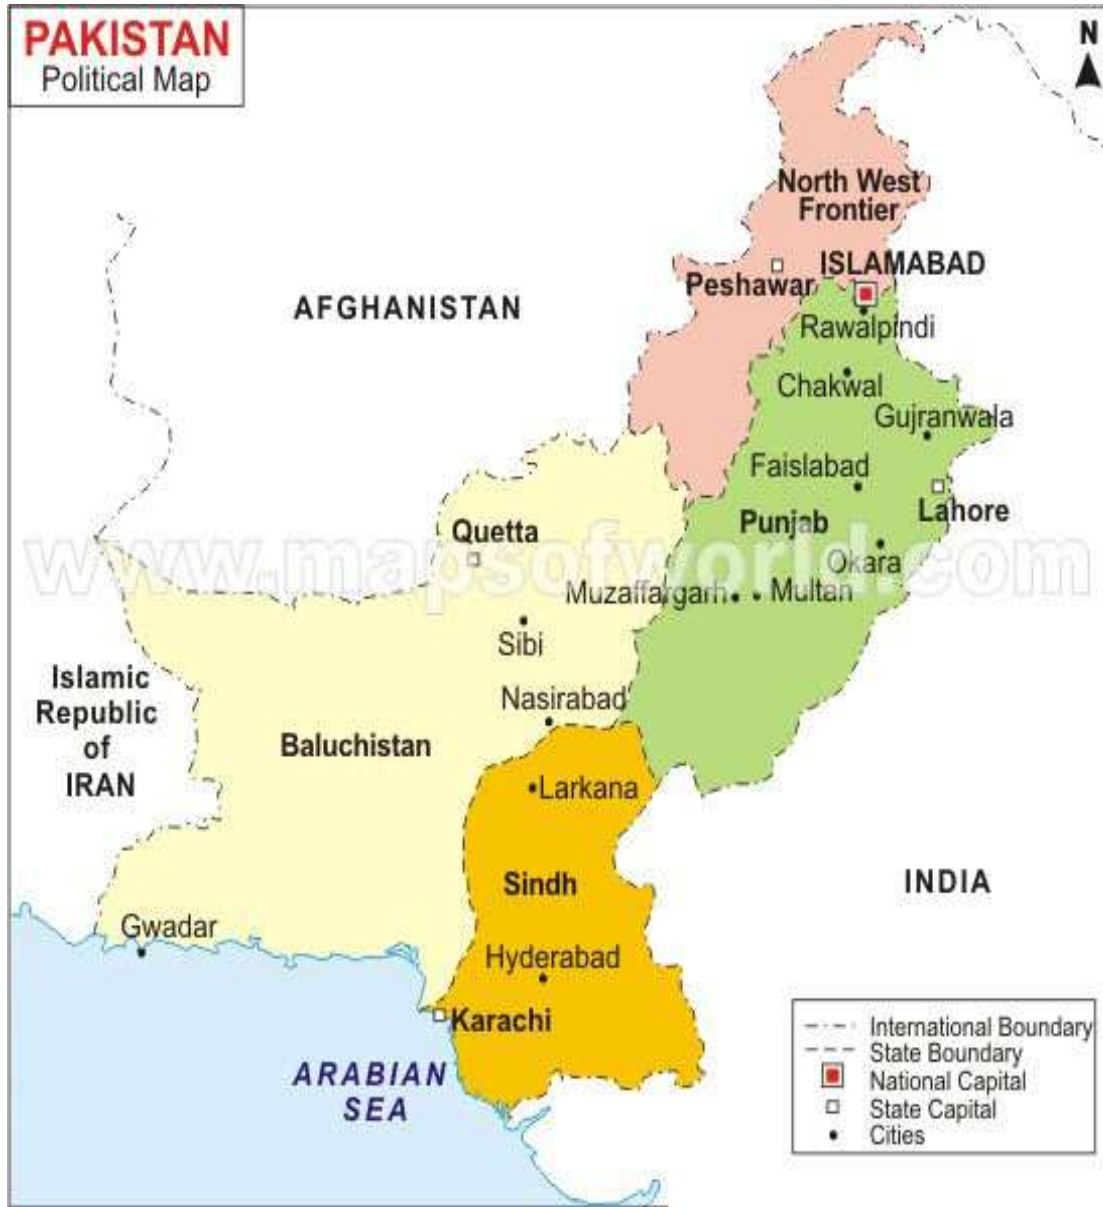 PAKISTAN
Political Map
N
North West
Frontier
ISLAMABAD
Peshawar
AFGHANISTAN
Rawalpindi
Chakwal
Gujranwala
Faislabad
Lahore
Punjab
Quetta
www.mapsofworld.com
Okara
Muzaffargarh
Multan
Sibi
Islamic
Republic
of
IRAN
Nasirabad
Baluchistan
Larkana
Sindh
INDIA
Gwadar
Hyderabad
Karachi
ARABIAN
SEA
International Boundary
State Boundary
National Capital
State Capital
Cities